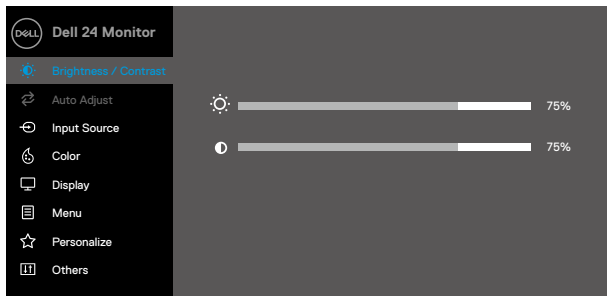 DELL
Dell 24 Monitor
Brightness / Contrast
Auto Adjust
Input Source
Color
Display
Menu
Personalize
Others
75%
75%